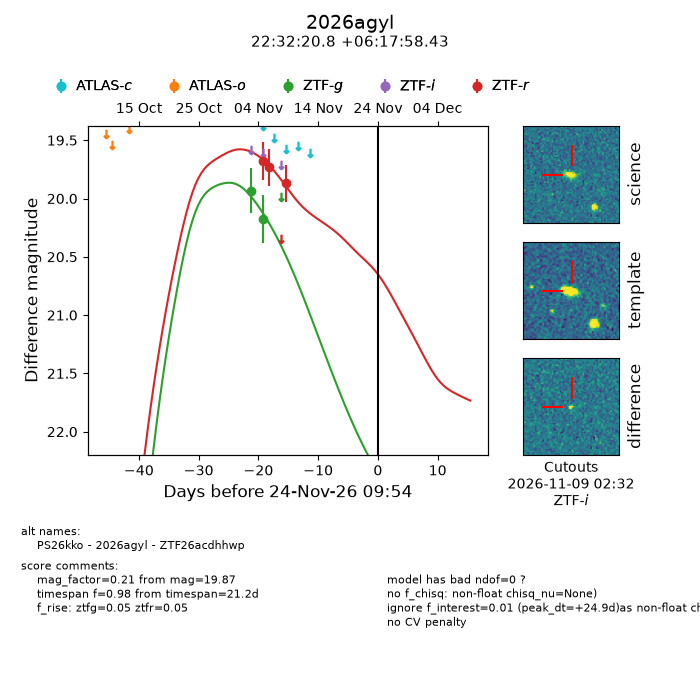 2026agyl
22:32:20.8 +06:17:58.43
ATLAS-c
ATLAS-o
ZTF-g
ZTF-i
ZTF-r
15 Oct
25 Oct
04 Nov
14 Nov
24 Nov
04 Dec
19.5
20.0
20.5
21.0
21.5
22.0
Difference magnitude
−40
−30
−20
−10
0
10
Days before 24-Nov-26 09:54
science
template
difference
Cutouts
2026-11-09 02:32
ZTF-i
alt names:
PS26kko - 2026agyl - ZTF26acdhhwp
score comments:
mag_factor=0.21 from mag=19.87
timespan f=0.98 from timespan=21.2d
f_rise: ztfg=0.05 ztfr=0.05
model has bad ndof=0 ?
no f_chisq: non-float chisq_nu=None)
ignore f_interest=0.01 (peak_dt=+24.9d)as non-float ch
no CV penalty